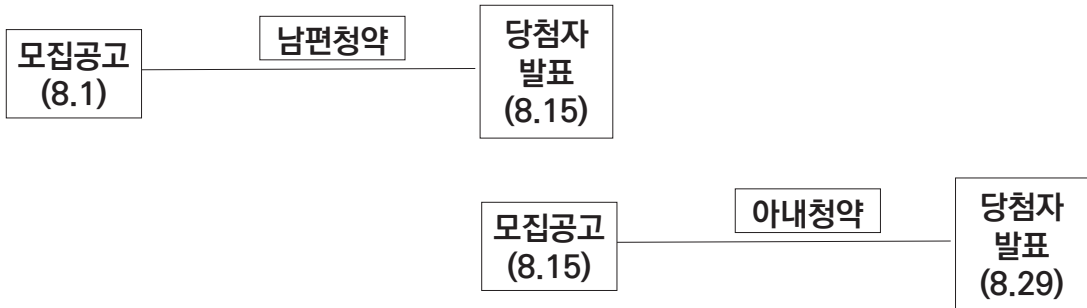 모집공고
(8.1)
남편청약
당첨자
발표
(8.15)
모집공고
(8.15)
아내청약
당첨자
발표
(8.29)